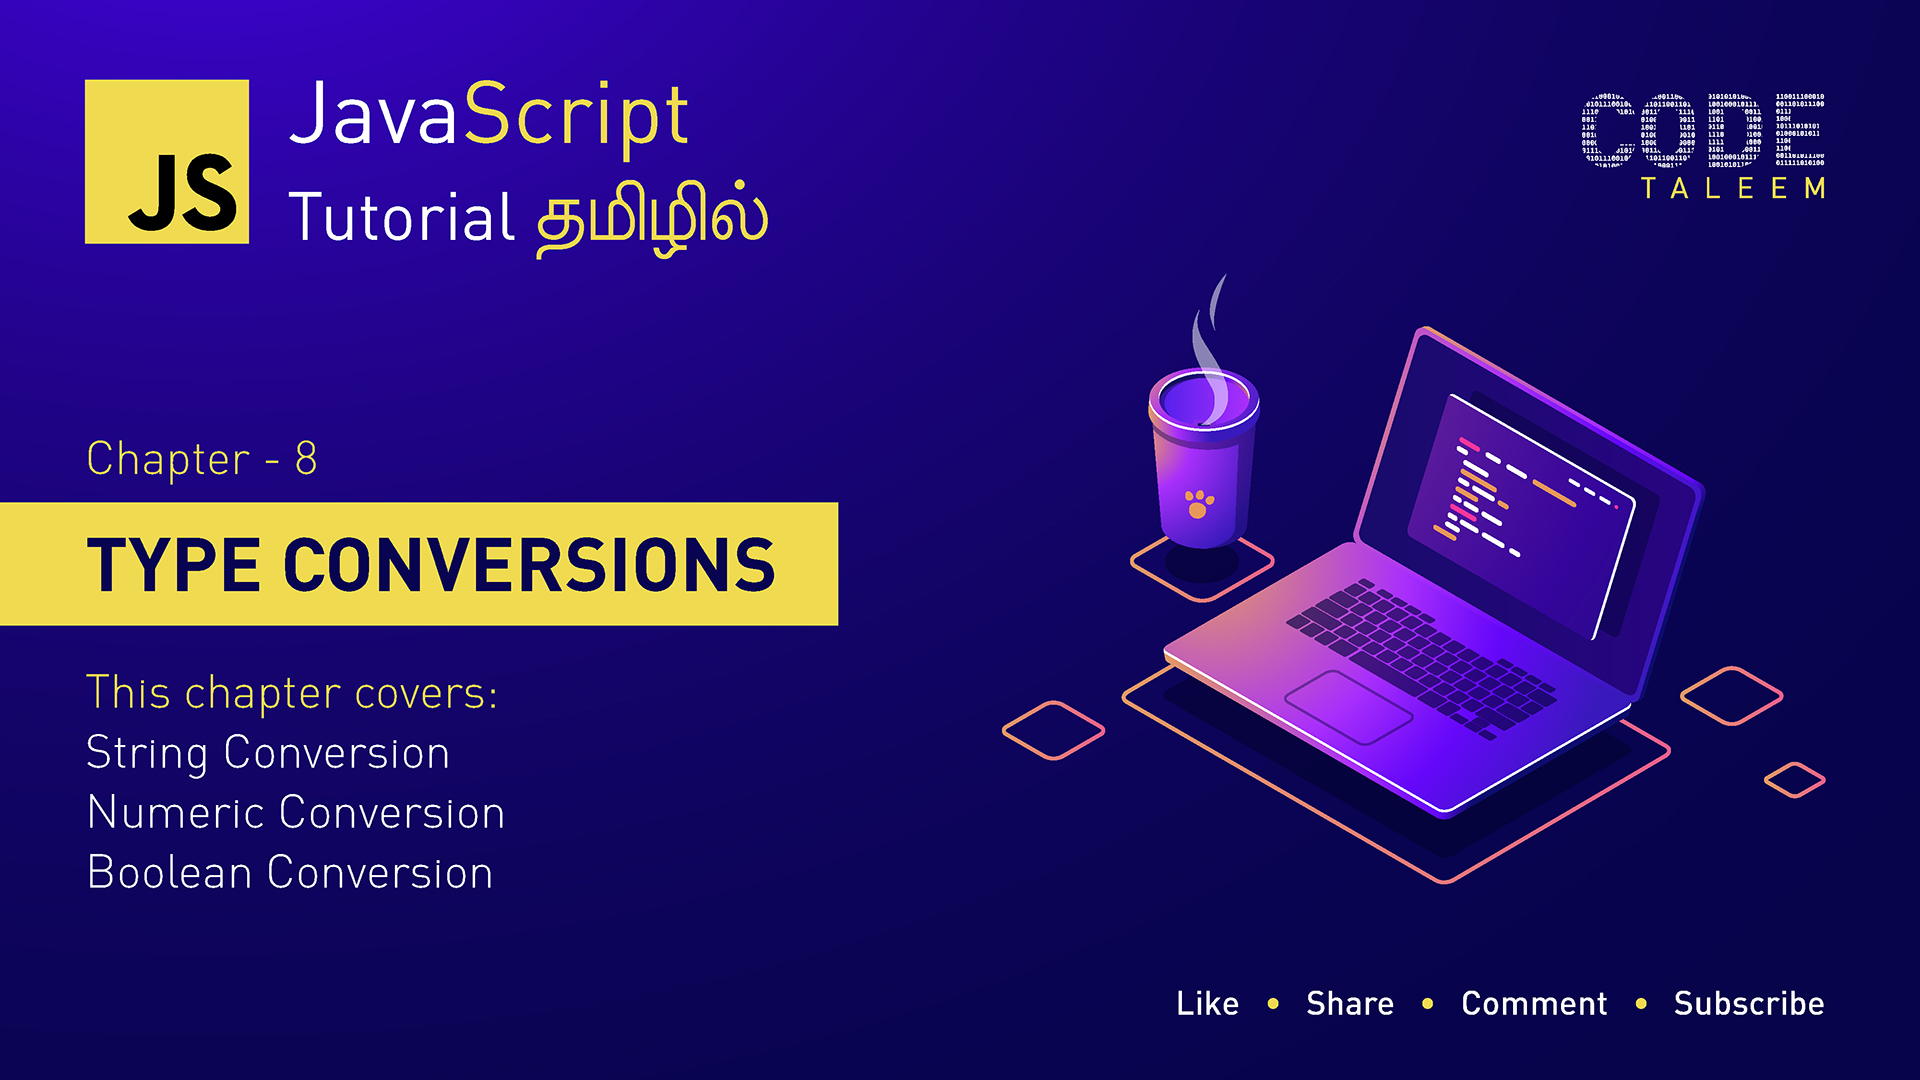 JS
JavaScript
Tutorial தமிழில்
CODE
TALEEM
Chapter - 8
TYPE CONVERSIONS
This chapter covers:
String Conversion
Numeric Conversion
Boolean Conversion
Like • Share • Comment • Subscribe